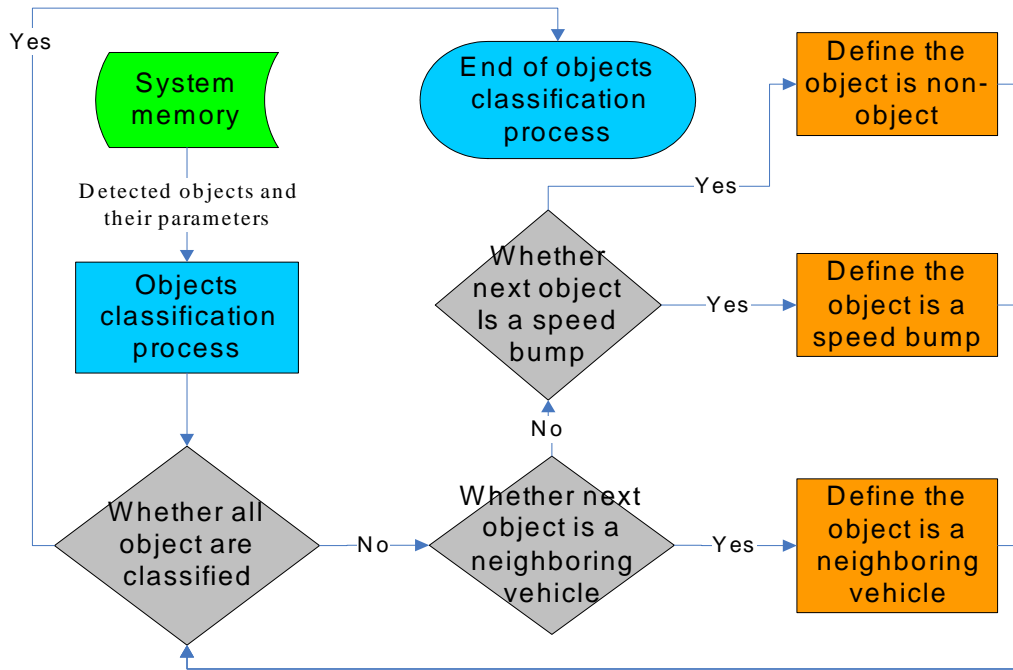 Yes
System
memory
Detected objects and
their parameters
Objects
classification
process
Whether all
object are
classified
No
Whether next
object is a
neighboring
vehicle
No
Whether
next object
Is a speed
bump
Yes
Yes
Yes
End of objects
classification
process
Define the
object is non-
object
Define the
object is a
speed bump
Define the
object is a
neighboring
vehicle